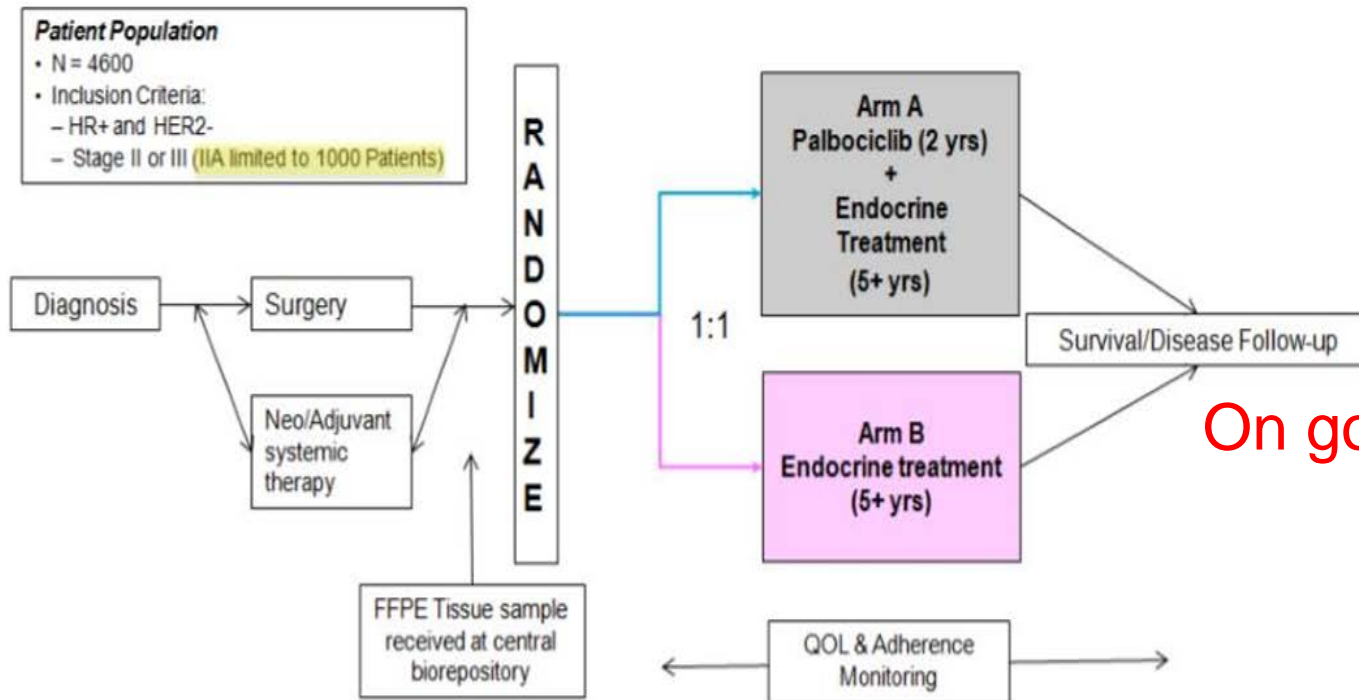 Patient Population
• N = 4600
• Inclusion Criteria:
– HR+ and HER2-
– Stage II or III (IIA limited to 1000 Patients)
Diagnosis
Surgery
Neo/Adjuvant
systemic
therapy
R
A
N
D
O
M
I
Z
E
FFPE Tissue sample
received at central
biorepository
1:1
Arm A
Palbociclib (2 yrs)
+
Endocrine
Treatment
(5+ yrs)
Arm B
Endocrine treatment
(5+ yrs)
Survival/Disease Follow-up
On
QOL & Adherence
Monitoring